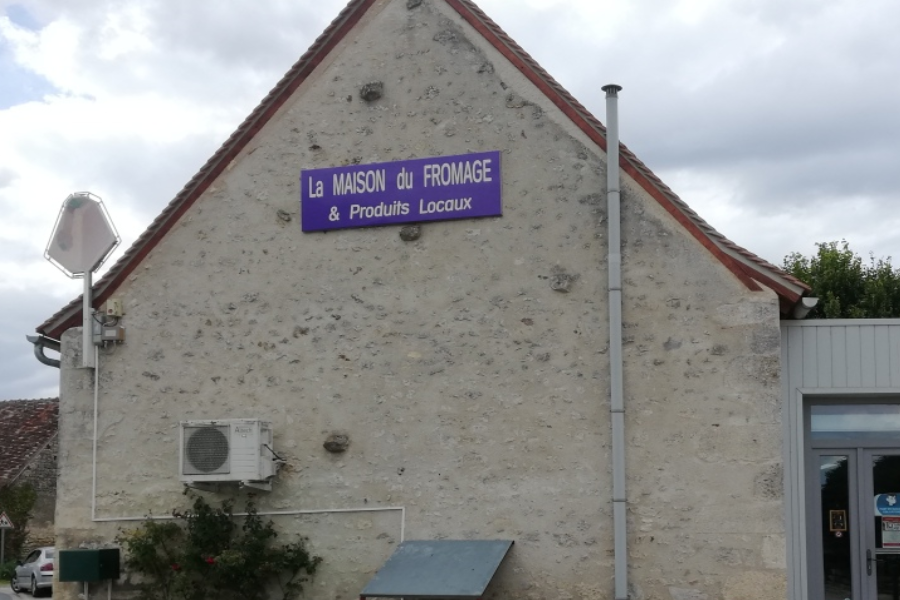 La MAISON du FROMAGE
& Produits Locaux